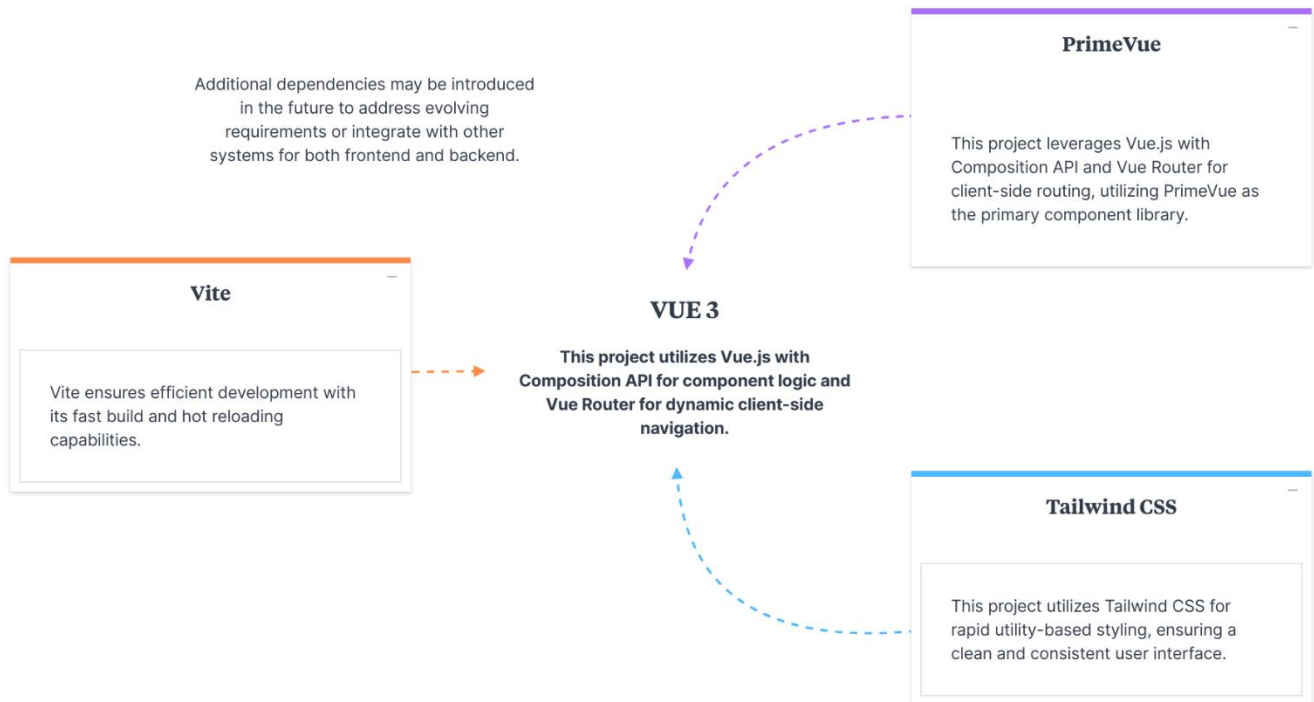 PrimeVue
Additional dependencies may be introduced
in the future to address evolving
requirements or integrate with other
systems for both frontend and backend.
This project leverages Vue.js with
Composition API and Vue Router for
client-side routing, utilizing PrimeVue as
the primary component library.
Vite
Vite ensures efficient development with
its fast build and hot reloading
capabilities.
VUE 3
This project utilizes Vue.js with
Composition API for component logic and
Vue Router for dynamic client-side
navigation.
Tailwind CSS
This project utilizes Tailwind CSS for
rapid utility-based styling, ensuring a
clean and consistent user interface.